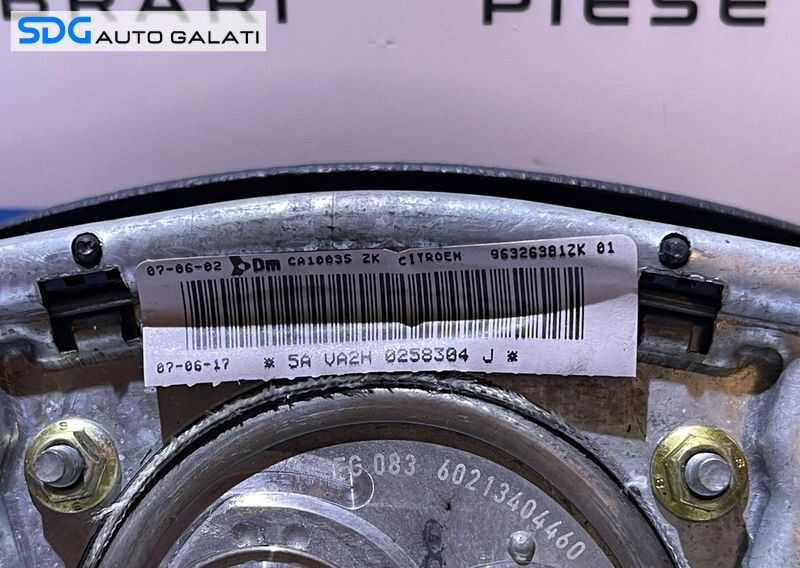 PIESE
SDG AUTO GALATI
07-06-02 Dm CA10035 ZK CITROEN 96326381ZK 01
07-06-17 * 5A VA2H 0258304 J *
FG 083 60213404460